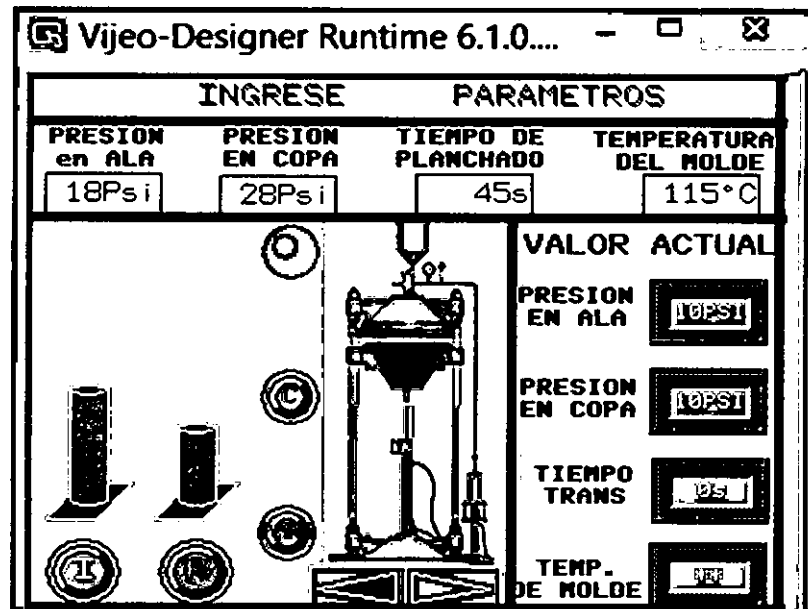 Vijeo-Designer Runtime 6.1.0....
INGRESE PARAMETROS
PRESION en ALA
18Psi
PRESION EN COPA
28Psi
TIEMPO DE PLANCHADO
45s
TEMPERATURA DEL MOLDE
115°C
VALOR ACTUAL
PRESION
EN ALA
10PSI
PRESION
EN COPA
10PSI
TIEMPO
TRANS
0s
TEMP.
DE MOLDE
C
I